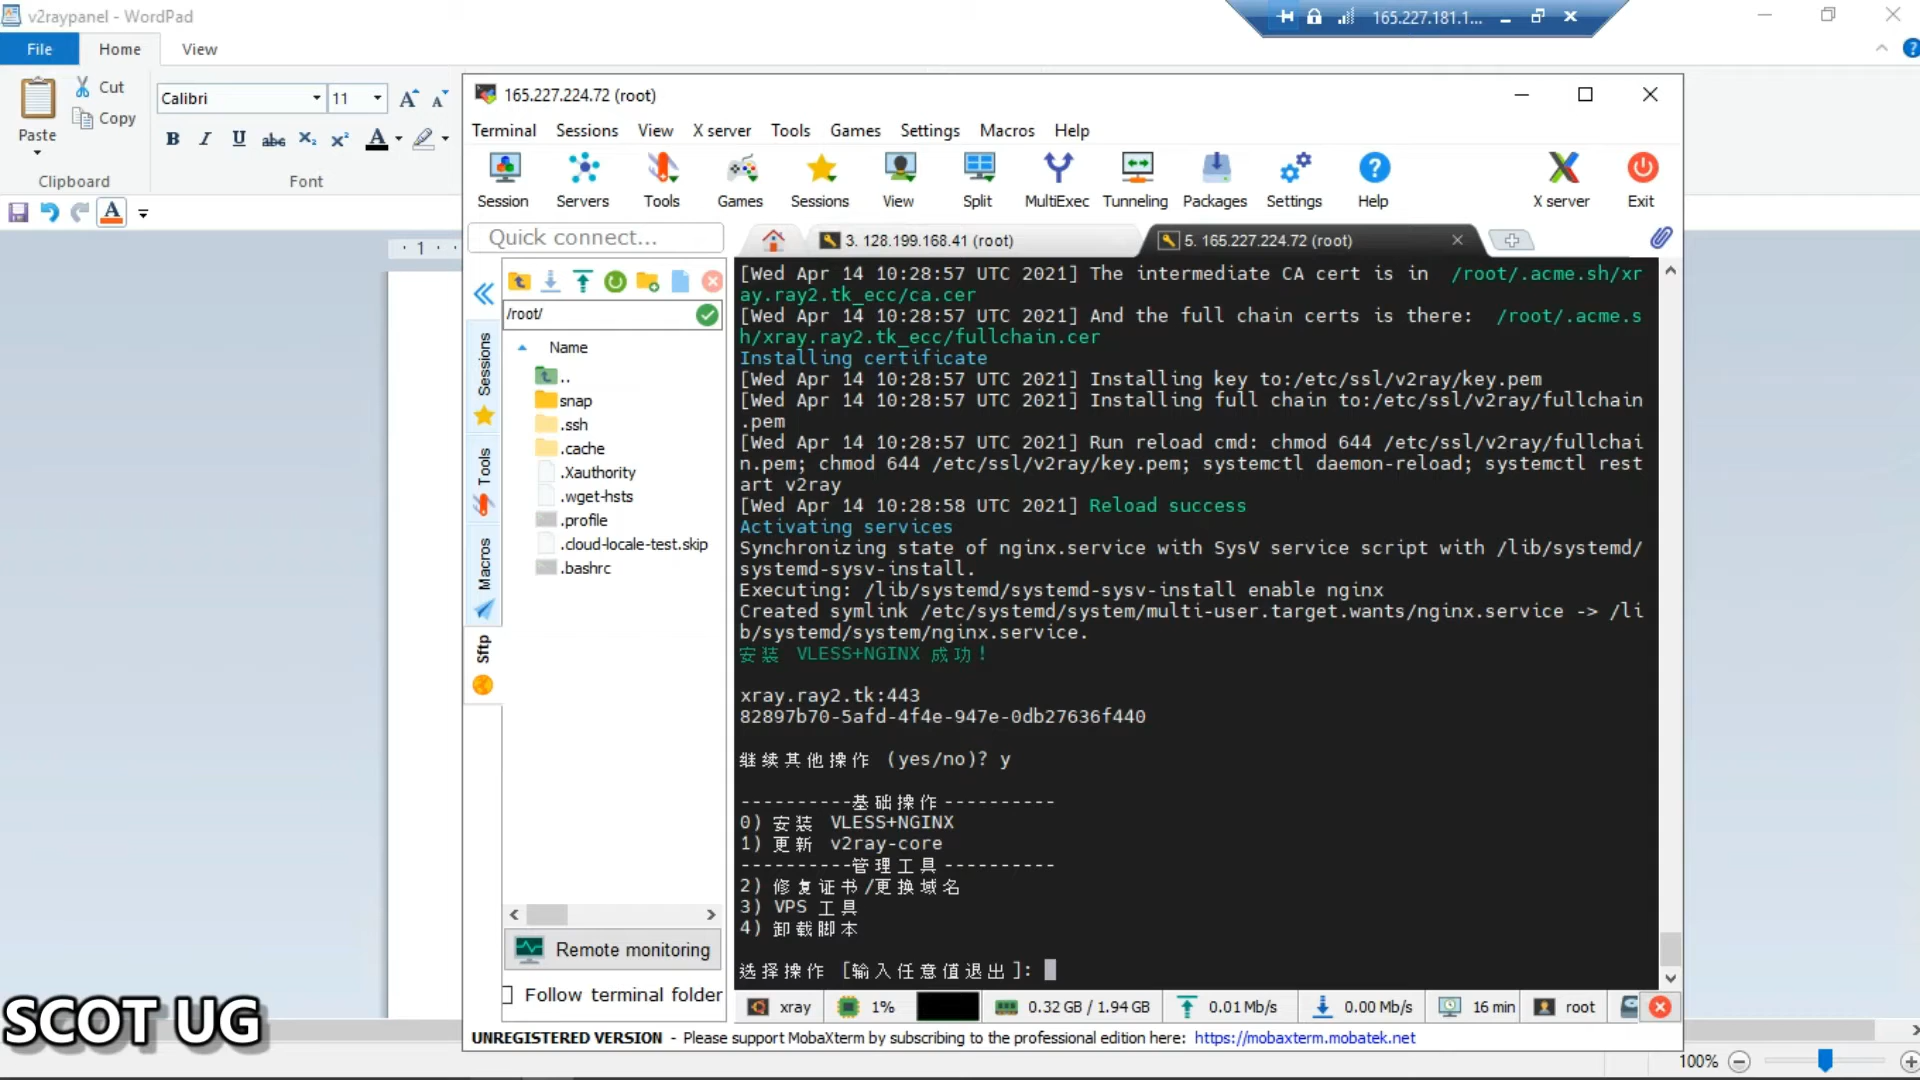 v2raypanel - WordPad
165.227.181.1...
File Home View
Calibri 11
Cut
Copy
Paste
B I U abc X₂ X² A
Clipboard Font
1
165.227.224.72 (root)
Terminal Sessions View X server Tools Games Settings Macros Help
Session Servers Tools Games Sessions View Split MultiExec Tunneling Packages Settings Help X server Exit
Quick connect...
3. 128.199.168.41 (root)
5. 165.227.224.72 (root)
/root/
Name
..
snap
.ssh
.cache
.Xauthority
.wget-hsts
.profile
.cloud-locale-test.skip
.bashrc
Sessions
Tools
Macros
Sftp
Remote monitoring
Follow terminal folder
[Wed Apr 14 10:28:57 UTC 2021] The intermediate CA cert is in /root/.acme.sh/xr
ay.ray2.tk_ecc/ca.cer
[Wed Apr 14 10:28:57 UTC 2021] And the full chain certs is there: /root/.acme.s
h/xray.ray2.tk_ecc/fullchain.cer
Installing certificate
[Wed Apr 14 10:28:57 UTC 2021] Installing key to:/etc/ssl/v2ray/key.pem
[Wed Apr 14 10:28:57 UTC 2021] Installing full chain to:/etc/ssl/v2ray/fullchain
.pem
[Wed Apr 14 10:28:57 UTC 2021] Run reload cmd: chmod 644 /etc/ssl/v2ray/fullchai
n.pem; chmod 644 /etc/ssl/v2ray/key.pem; systemctl daemon-reload; systemctl rest
art v2ray
[Wed Apr 14 10:28:58 UTC 2021] Reload success
Activating services
Synchronizing state of nginx.service with SysV service script with /lib/systemd/
systemd-sysv-install.
Executing: /lib/systemd/systemd-sysv-install enable nginx
Created symlink /etc/systemd/system/multi-user.target.wants/nginx.service -> /li
b/systemd/system/nginx.service.
安装 VLESS+NGINX 成功！
xray.ray2.tk:443
82897b70-5afd-4f4e-947e-0db27636f440
继续其他操作 (yes/no)? y
----------基础操作----------
0) 安装 VLESS+NGINX
1) 更新 v2ray-core
----------管理工具----------
2) 修复证书/更换域名
3) VPS 工具
4) 卸载脚本
选择操作 [输入任意值退出]:
xray 1% 0.32 GB / 1.94 GB 0.01 Mb/s 0.00 Mb/s 16 min root
UNREGISTERED VERSION - Please support MobaXterm by subscribing to the professional edition here: https://mobaxterm.mobatek.net
SCOT UG
100%